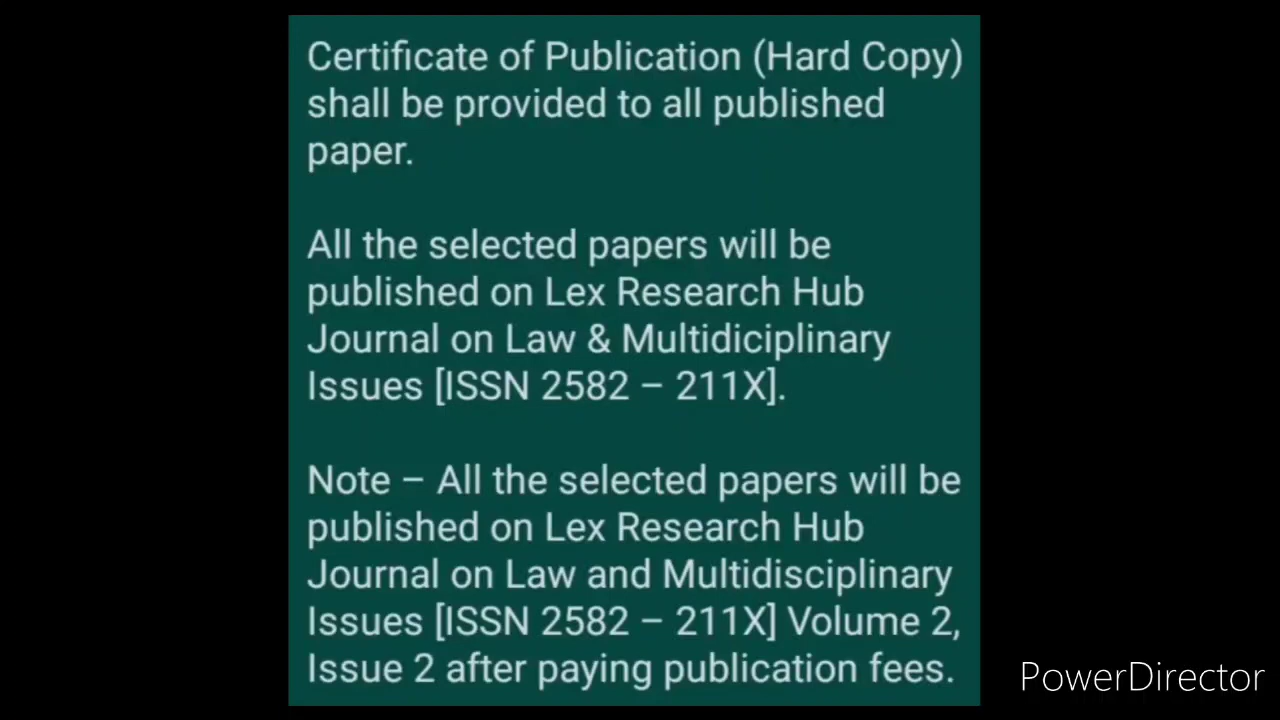 Certificate of Publication (Hard Copy)
shall be provided to all published
paper.
All the selected papers will be
published on Lex Research Hub
Journal on Law & Multidiciplinary
Issues [ISSN 2582 – 211X].
Note – All the selected papers will be
published on Lex Research Hub
Journal on Law and Multidisciplinary
Issues [ISSN 2582 – 211X] Volume 2,
Issue 2 after paying publication fees.
PowerDirector